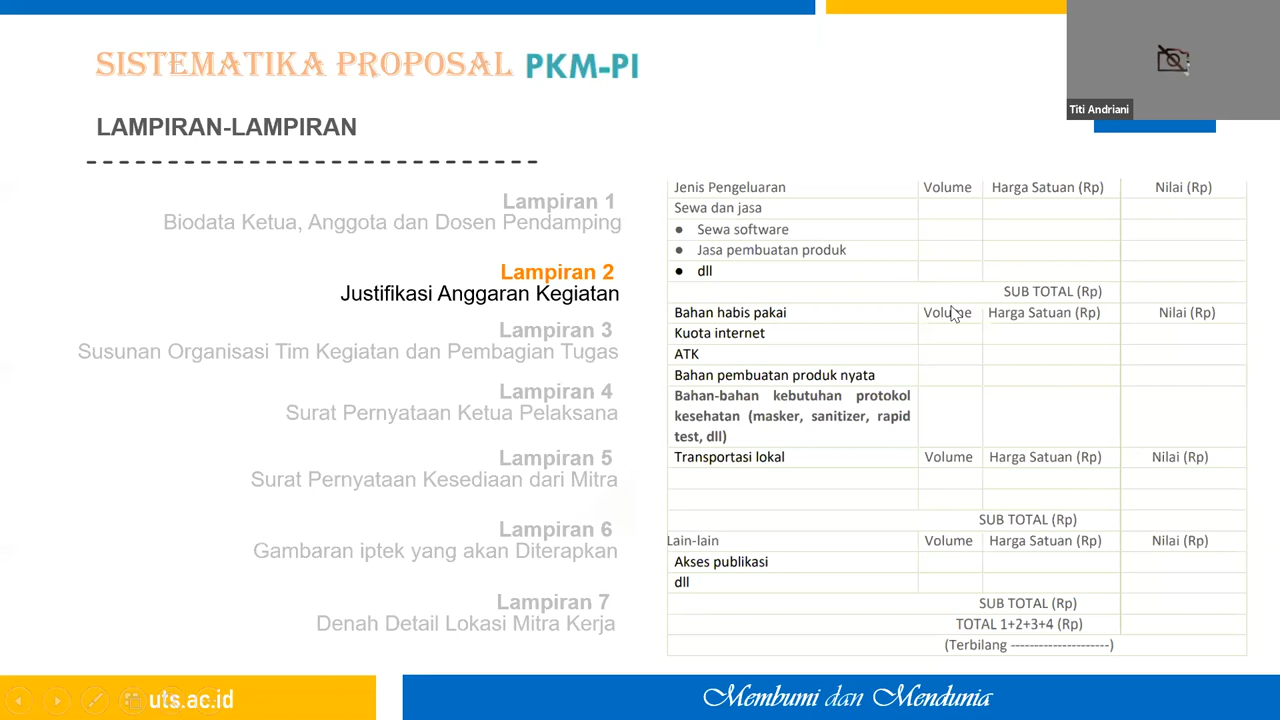 SISTEMATIKA PROPOSAL PKM-PI
Titi Andriani
LAMPIRAN-LAMPIRAN
Lampiran 1
Biodata Ketua, Anggota dan Dosen Pendamping
Lampiran 2
Justifikasi Anggaran Kegiatan
Lampiran 3
Susunan Organisasi Tim Kegiatan dan Pembagian Tugas
Lampiran 4
Surat Pernyataan Ketua Pelaksana
Lampiran 5
Surat Pernyataan Kesediaan dari Mitra
Lampiran 6
Gambaran iptek yang akan Diterapkan
Lampiran 7
Denah Detail Lokasi Mitra Kerja
Jenis Pengeluaran Volume Harga Satuan (Rp) Nilai (Rp)
Sewa dan jasa
● Sewa software
● Jasa pembuatan produk
● dll
SUB TOTAL (Rp)
Bahan habis pakai Volume Harga Satuan (Rp) Nilai (Rp)
Kuota internet
ATK
Bahan pembuatan produk nyata
Bahan-bahan kebutuhan protokol
kesehatan (masker, sanitizer, rapid
test, dll)
Transportasi lokal Volume Harga Satuan (Rp) Nilai (Rp)
SUB TOTAL (Rp)
Lain-lain Volume Harga Satuan (Rp) Nilai (Rp)
Akses publikasi
dll
SUB TOTAL (Rp)
TOTAL 1+2+3+4 (Rp)
(Terbilang ---------------------)
uts.ac.id
Membumi dan Mendunia